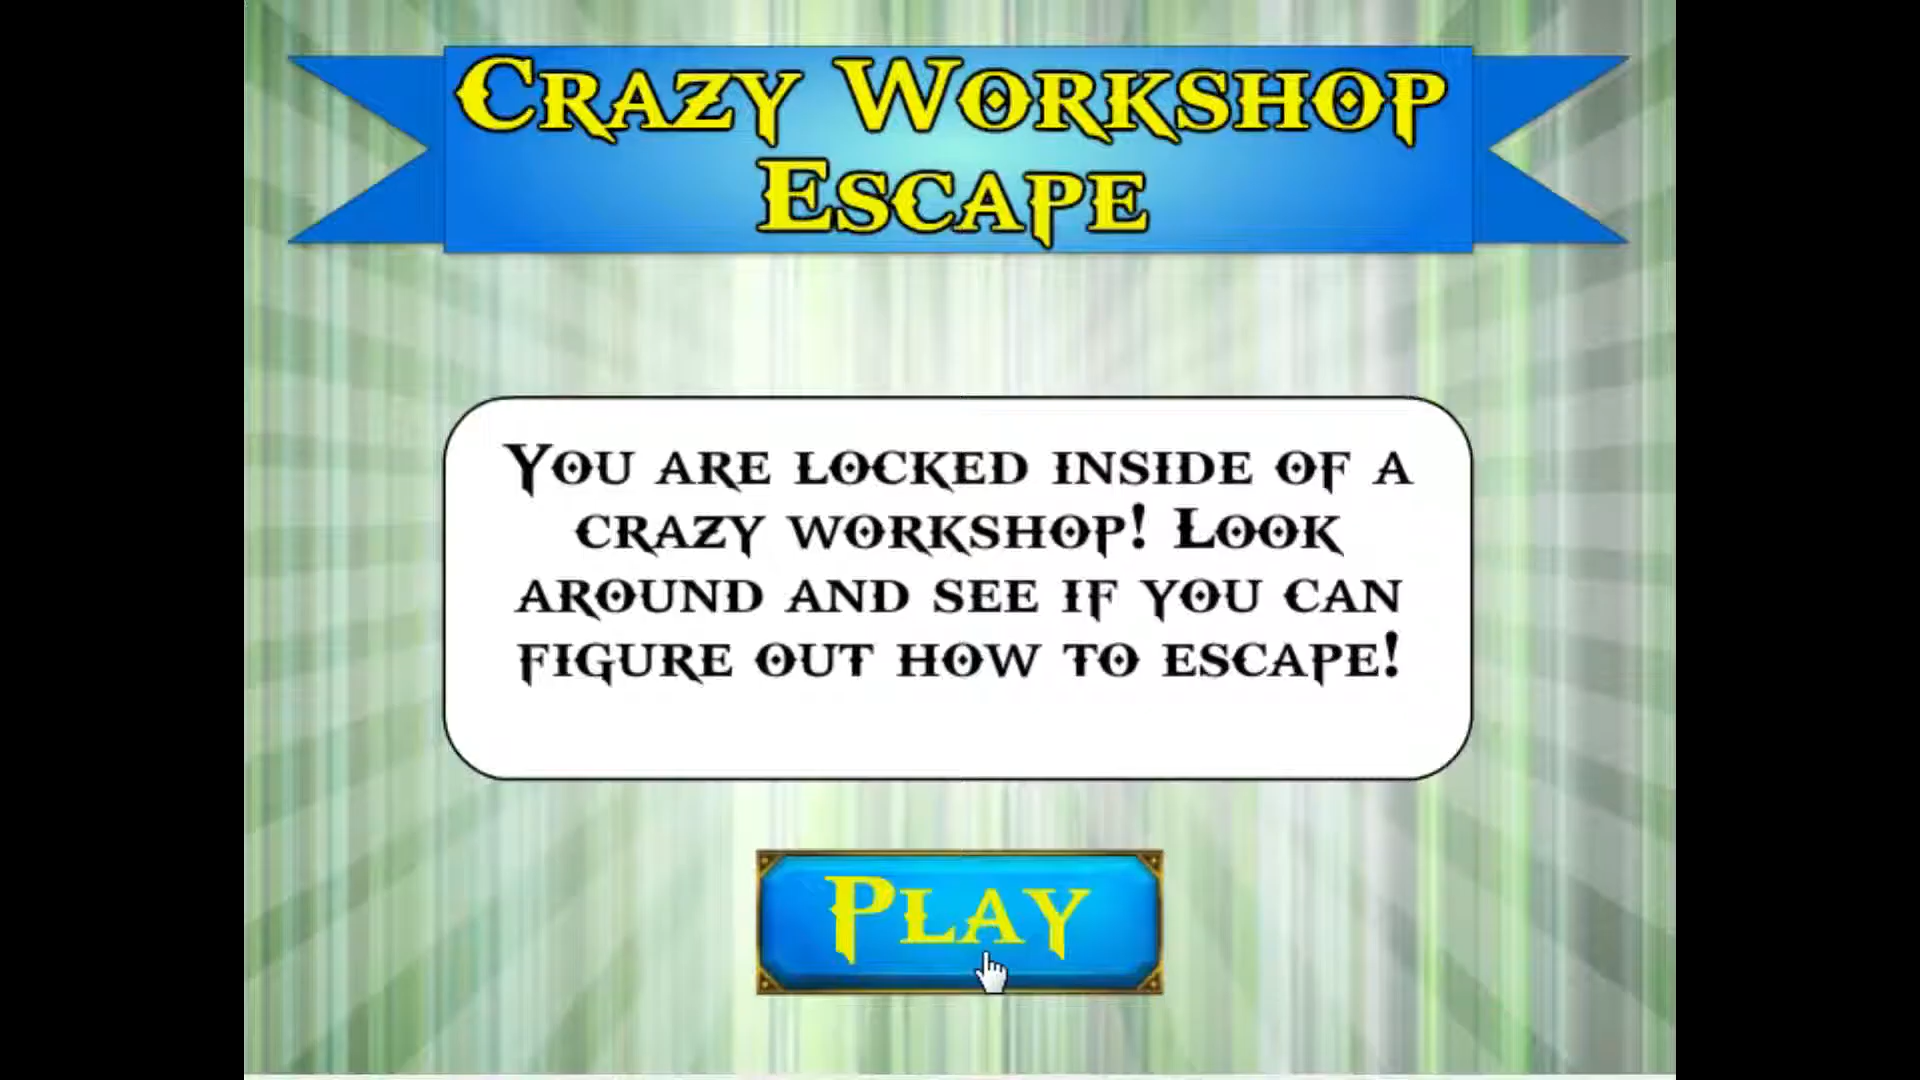 Crazy Workshop
Escape
You are locked inside of a
crazy workshop! Look
around and see if you can
figure out how to escape!
Play